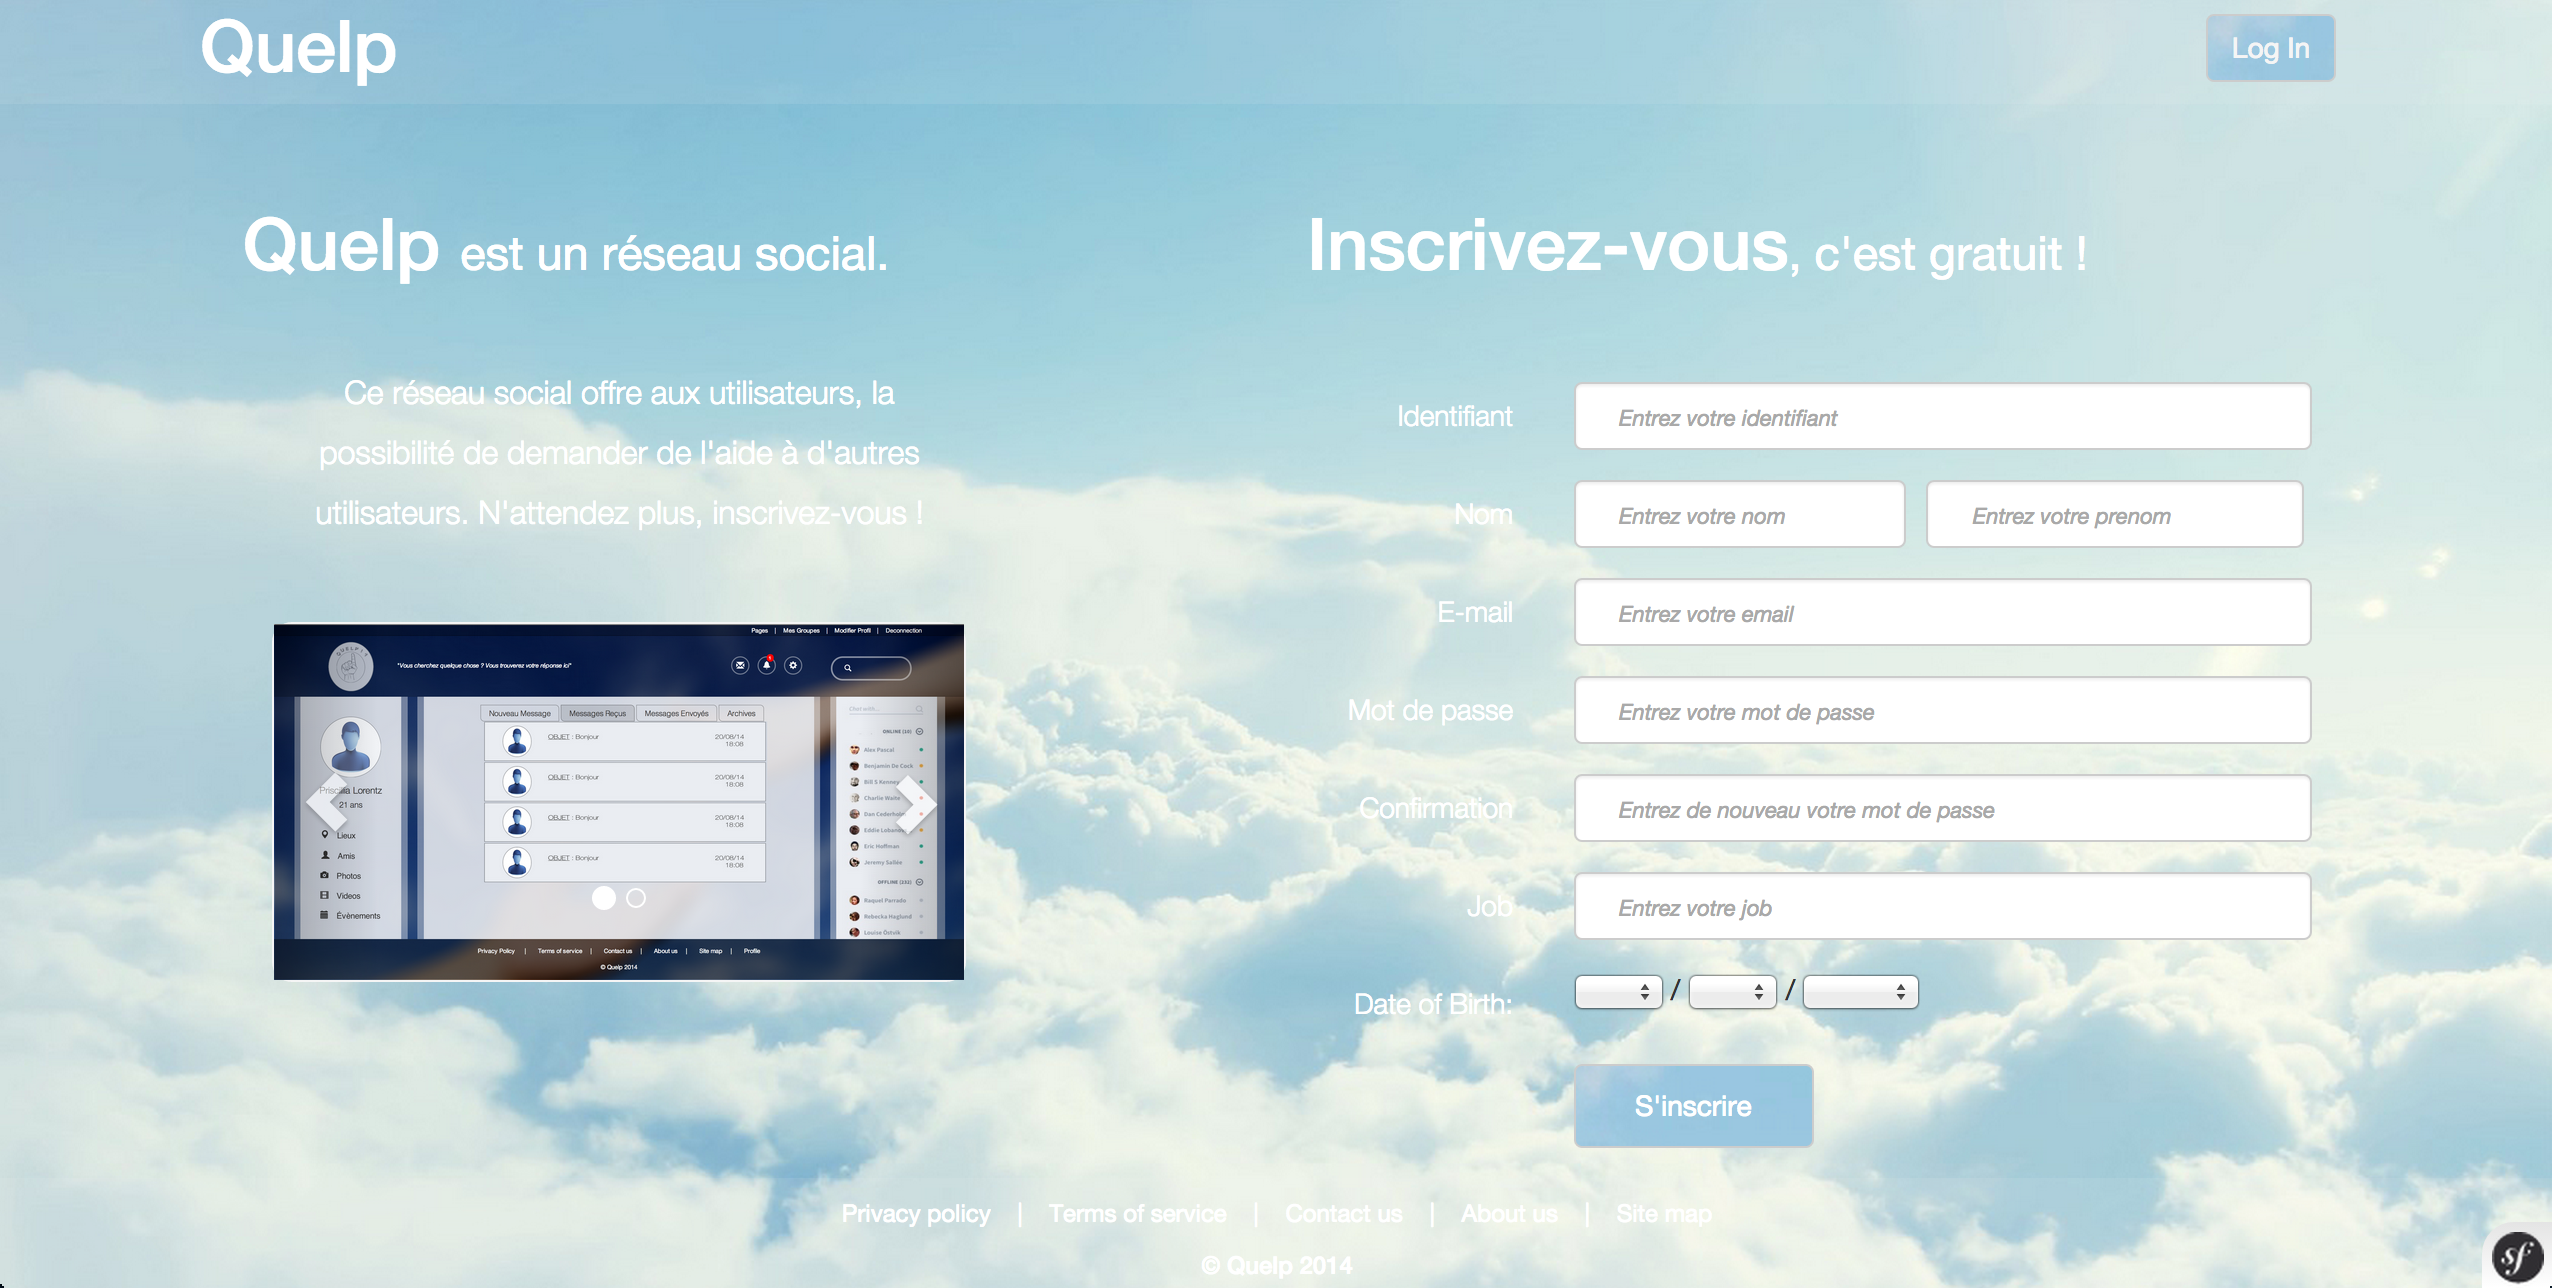 Quelp
Log In
Quelp est un réseau social.
Ce réseau social offre aux utilisateurs, la
possibilité de demander de l'aide à d'autres
utilisateurs. N'attendez plus, inscrivez-vous !
Pages | Mes Groupes | Modifier Profil | Deconnection
"Vous cherchez quelque chose ? Vous trouverez votre réponse ici"
Nouveau Message
Messages Reçus
Messages Envoyés
Archives
Priscillia Lorentz
21 ans
Lieux
Amis
Photos
Videos
Évènements
OBJET : Bonjour
20/08/14
18:08
OBJET : Bonjour
20/08/14
18:08
OBJET : Bonjour
20/08/14
18:08
OBJET : Bonjour
20/08/14
18:08
Chat with...
ONLINE (10)
Alex Pascal
Benjamin De Cock
Bill S Kenney
Charlie Waite
Dan Cederholm
Eddie Lobanov
Eric Hoffman
Jeremy Sallée
OFFLINE (232)
Raquel Parrado
Rebecka Haglund
Louise Östvik
Privacy Policy | Terms of service | Contact us | About us | Site map | Profile
© Quelp 2014
Inscrivez-vous, c'est gratuit !
Identifiant
Entrez votre identifiant
Nom
Entrez votre nom
Entrez votre prenom
E-mail
Entrez votre email
Mot de passe
Entrez votre mot de passe
Confirmation
Entrez de nouveau votre mot de passe
Job
Entrez votre job
Date of Birth:
/ /
S'inscrire
Privacy policy | Terms of service | Contact us | About us | Site map
© Quelp 2014
sf